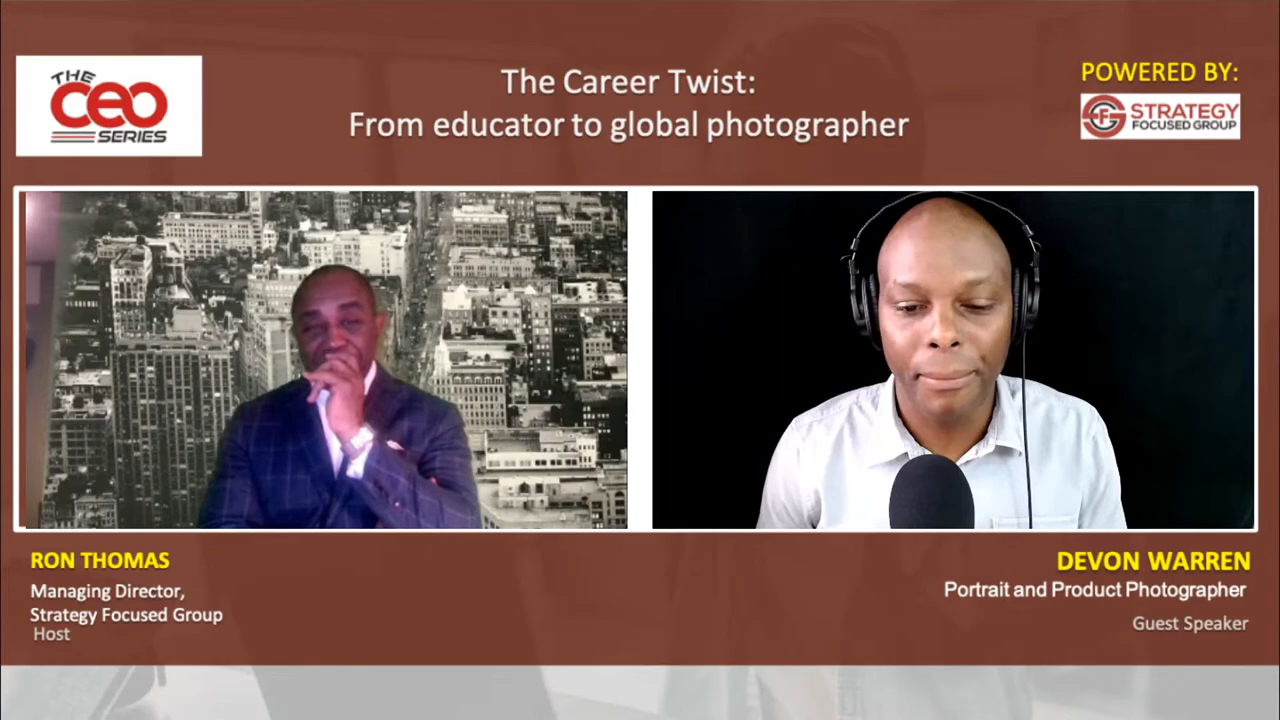 THE
CEO
SERIES
The Career Twist:
From educator to global photographer
POWERED BY:
SFG
STRATEGY
FOCUSED GROUP
RON THOMAS
Managing Director,
Strategy Focused Group
Host
DEVON WARREN
Portrait and Product Photographer
Guest Speaker